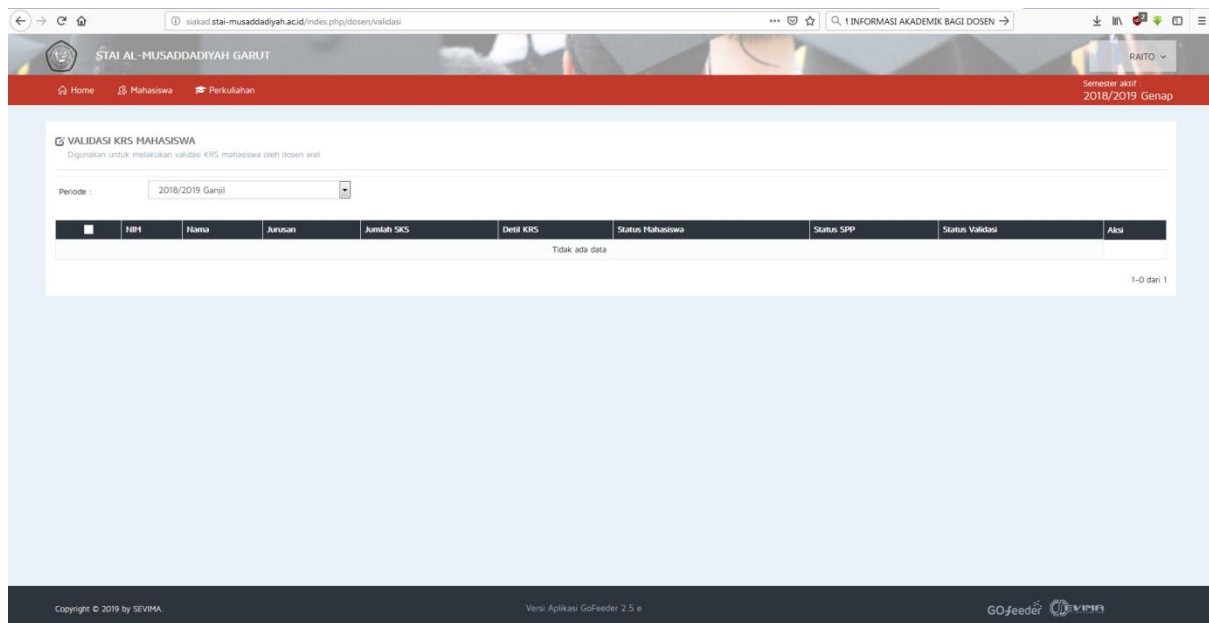 siakad.stai-musaddadiyah.ac.id/index.php/dosen/validasi
1 INFORMASI AKADEMIK BAGI DOSEN
2
STAI AL-MUSADDADIYAH GARUT
RAITO
Home Mahasiswa Perkuliahan
Semester aktif :
2018/2019 Genap
VALIDASI KRS MAHASISWA
Digunakan untuk melakukan validasi KRS mahasiswa oleh dosen wali
Periode : 2018/2019 Ganjil
NIM Nama Jurusan Jumlah SKS Detil KRS Status Mahasiswa Status SPP Status Validasi Aksi
Tidak ada data
1-0 dari 1
Copyright © 2019 by SEVIMA. Versi Aplikasi GoFeeder 2.5 e GOfeeder SEVIMA